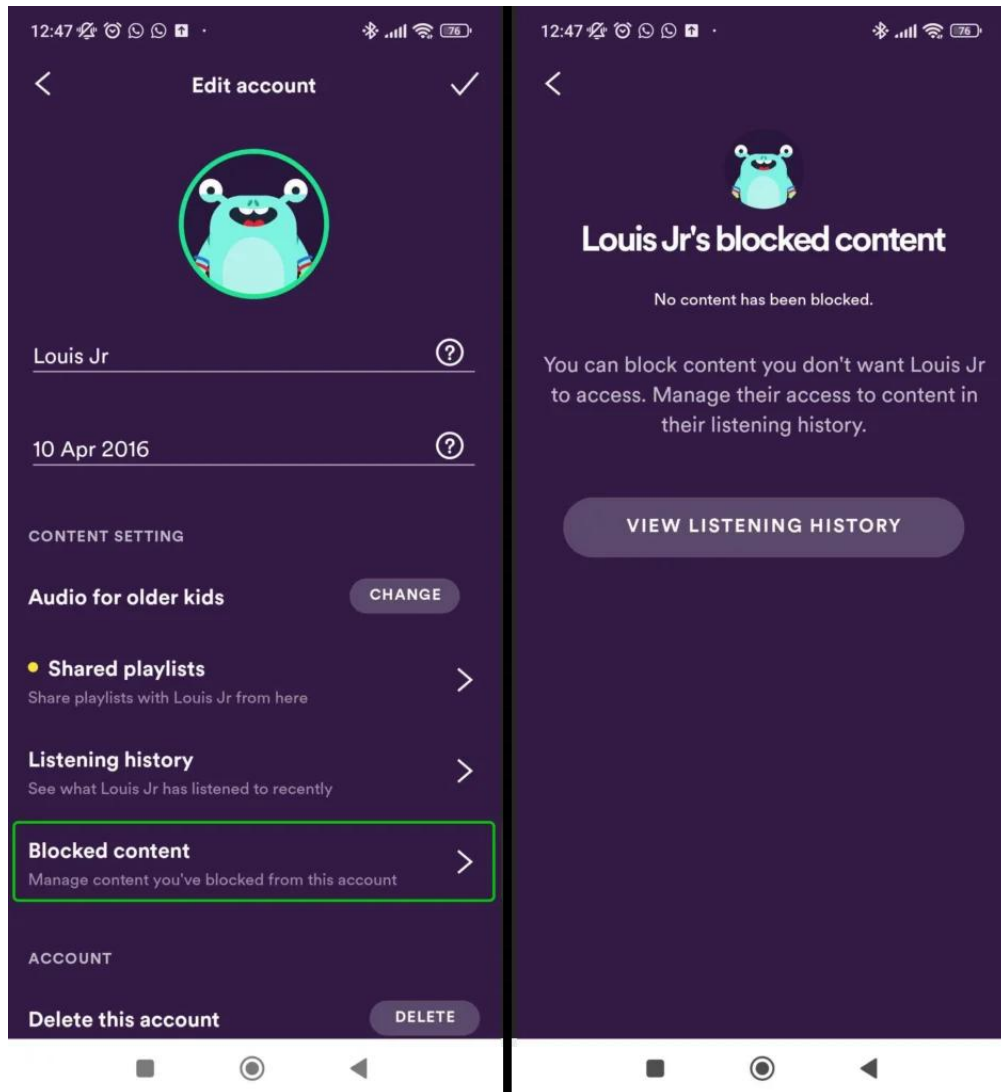 12:47
76
Edit account
Louis Jr
10 Apr 2016
CONTENT SETTING
Audio for older kids
CHANGE
Shared playlists
Share playlists with Louis Jr from here
Listening history
See what Louis Jr has listened to recently
Blocked content
Manage content you've blocked from this account
ACCOUNT
Delete this account
DELETE
12:47
76
Louis Jr's blocked content
No content has been blocked.
You can block content you don't want Louis Jr
to access. Manage their access to content in
their listening history.
VIEW LISTENING HISTORY